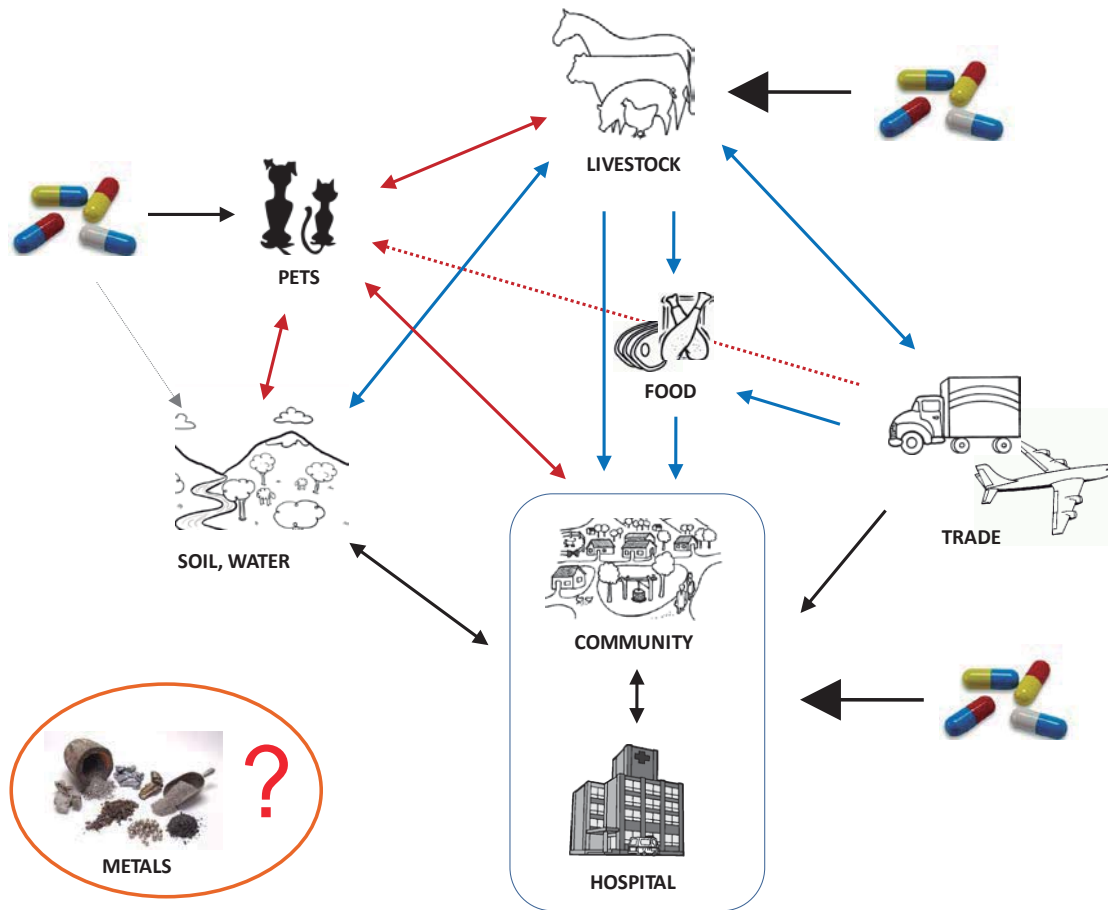 LIVESTOCK
PETS
FOOD
SOIL, WATER
TRADE
COMMUNITY
?
METALS
HOSPITAL